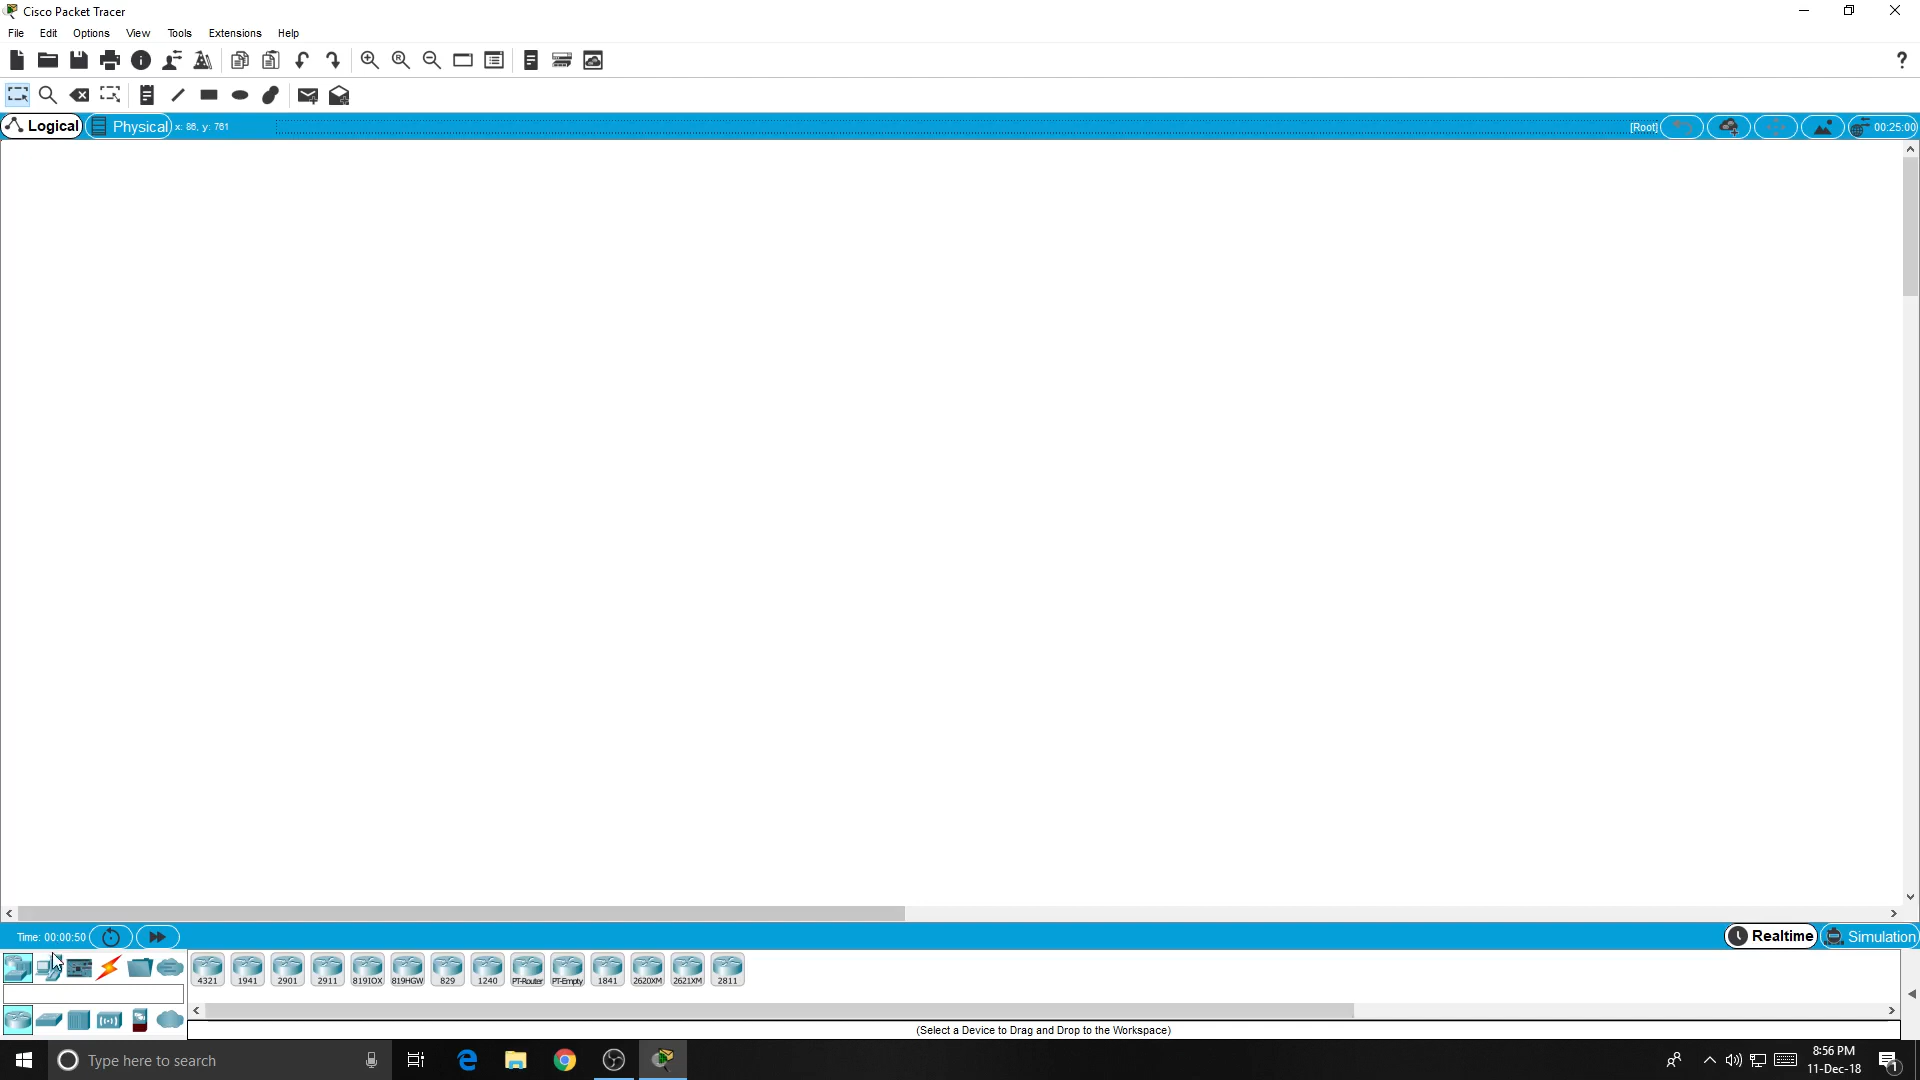 Cisco Packet Tracer
File Edit Options View Tools Extensions Help
Logical Physical x: 86, y: 761 [Root] 00:25:00
Time: 00:00:50 Realtime Simulation
4321 1941 2901 2911 819IOX 819HGW 829 1240 PT-Router PT-Empty 1841 2620XM 2621XM 2811
(Select a Device to Drag and Drop to the Workspace)
Type here to search
8:56 PM
11-Dec-18
1